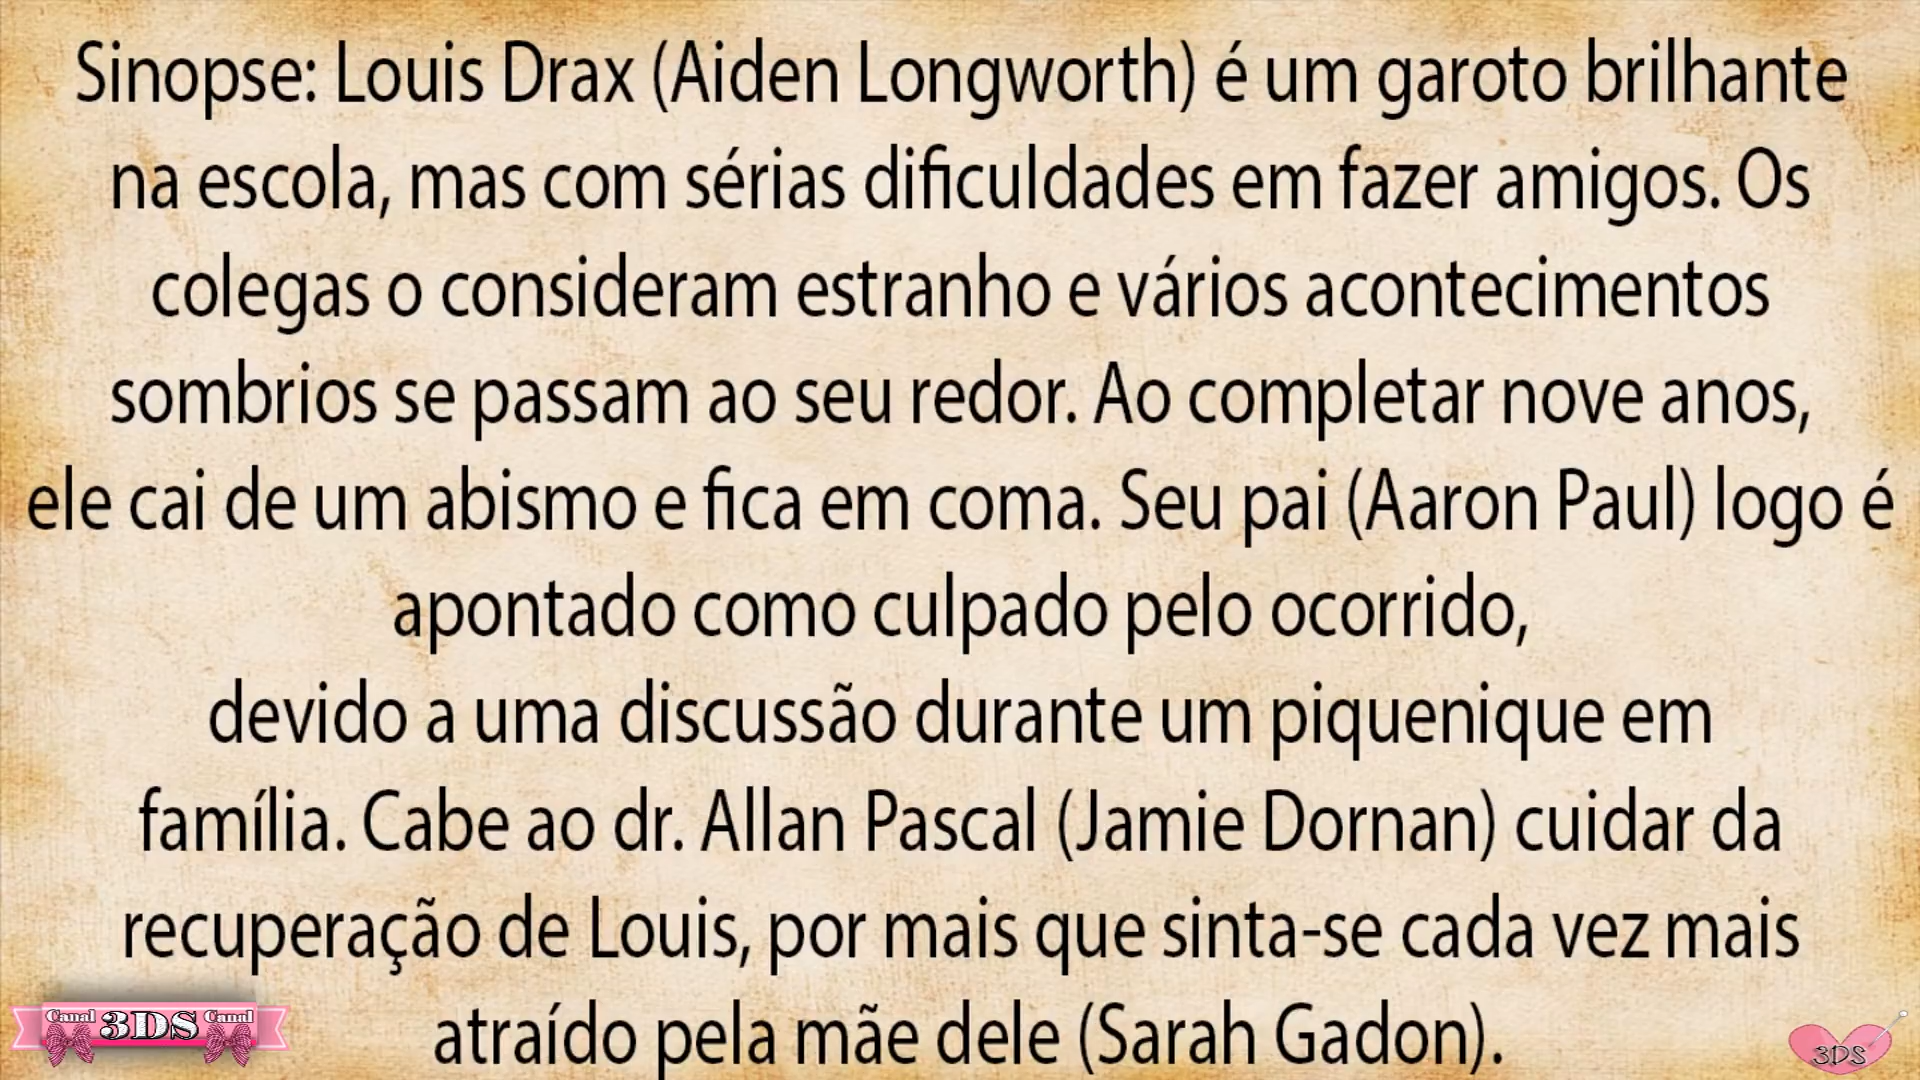 Sinopse: Louis Drax (Aiden Longworth) é um garoto brilhante
na escola, mas com sérias dificuldades em fazer amigos. Os
colegas o consideram estranho e vários acontecimentos
sombrios se passam ao seu redor. Ao completar nove anos,
ele cai de um abismo e fica em coma. Seu pai (Aaron Paul) logo é
apontado como culpado pelo ocorrido,
devido a uma discussão durante um piquenique em
família. Cabe ao dr. Allan Pascal (Jamie Dornan) cuidar da
recuperação de Louis, por mais que sinta-se cada vez mais
atraído pela mãe dele (Sarah Gadon).
Canal 3DS Canal
3DS